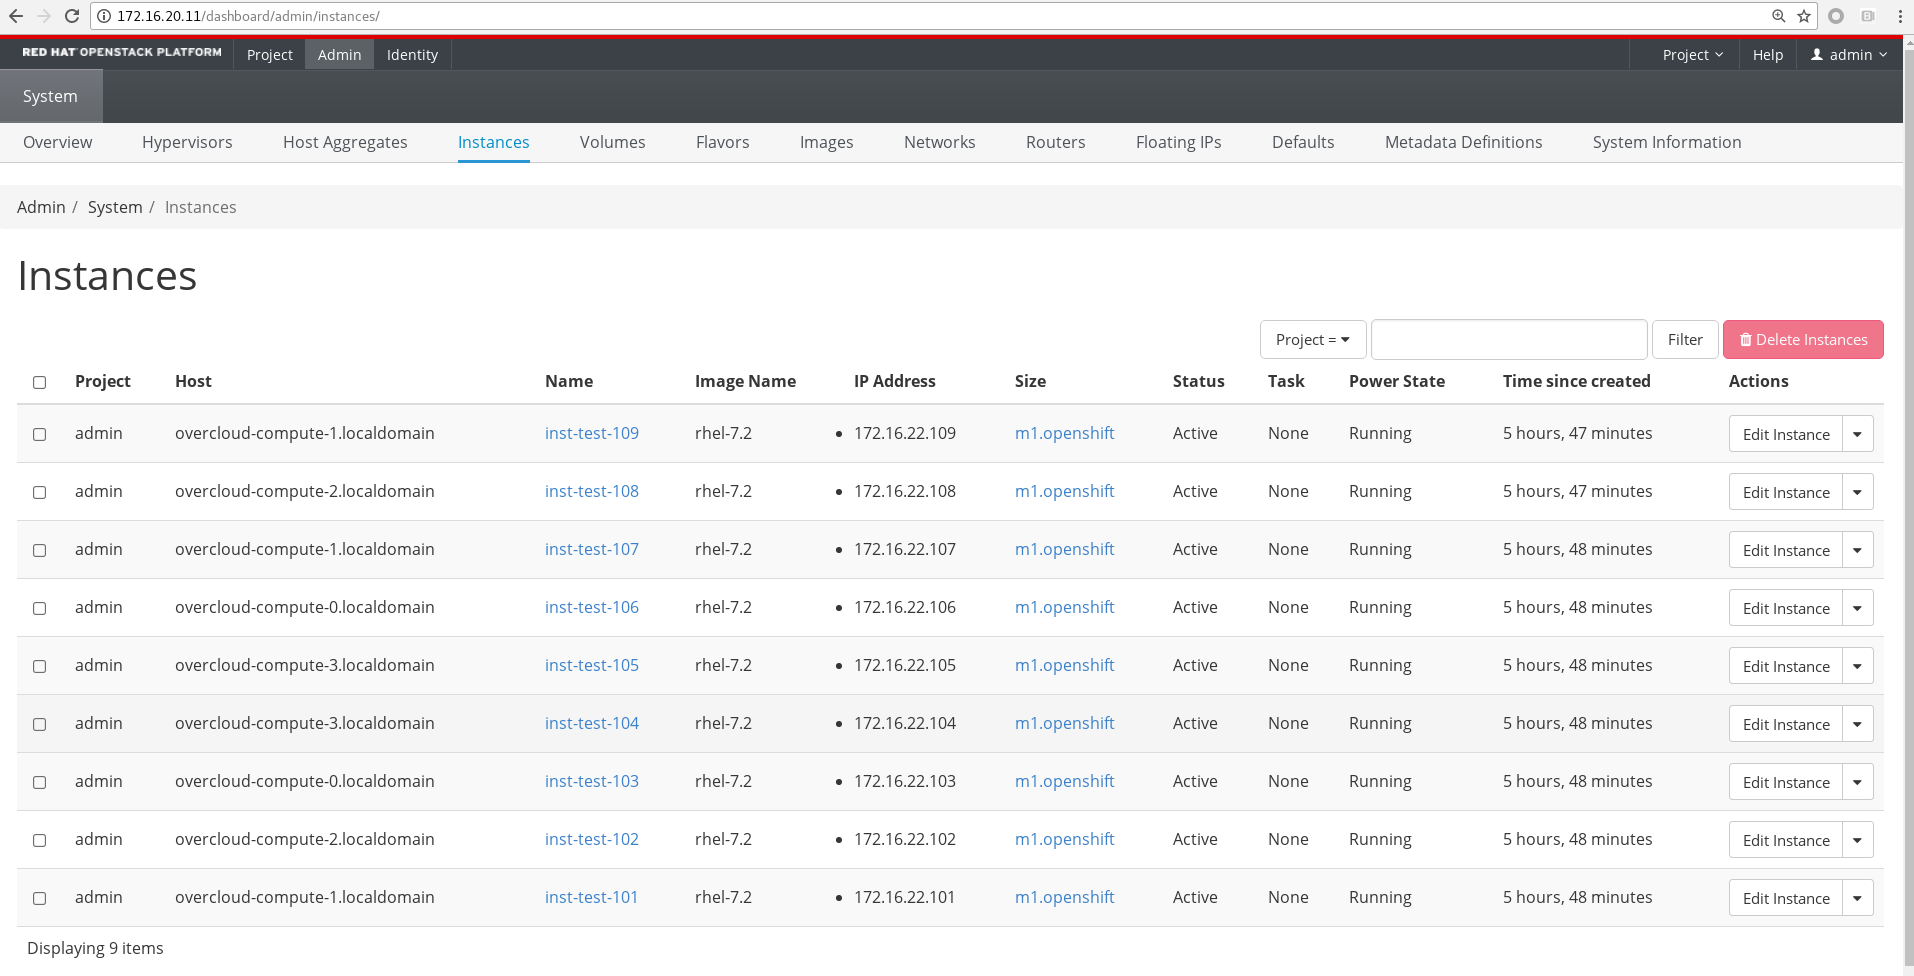 172.16.20.11/dashboard/admin/instances/
RED HAT OPENSTACK PLATFORM Project Admin Identity Project Help admin
System
Overview Hypervisors Host Aggregates Instances Volumes Flavors Images Networks Routers Floating IPs Defaults Metadata Definitions System Information
Admin / System / Instances
Instances
Project = Filter Delete Instances
Project Host Name Image Name IP Address Size Status Task Power State Time since created Actions
admin overcloud-compute-1.localdomain inst-test-109 rhel-7.2 • 172.16.22.109 m1.openshift Active None Running 5 hours, 47 minutes Edit Instance
admin overcloud-compute-2.localdomain inst-test-108 rhel-7.2 • 172.16.22.108 m1.openshift Active None Running 5 hours, 47 minutes Edit Instance
admin overcloud-compute-1.localdomain inst-test-107 rhel-7.2 • 172.16.22.107 m1.openshift Active None Running 5 hours, 48 minutes Edit Instance
admin overcloud-compute-0.localdomain inst-test-106 rhel-7.2 • 172.16.22.106 m1.openshift Active None Running 5 hours, 48 minutes Edit Instance
admin overcloud-compute-3.localdomain inst-test-105 rhel-7.2 • 172.16.22.105 m1.openshift Active None Running 5 hours, 48 minutes Edit Instance
admin overcloud-compute-3.localdomain inst-test-104 rhel-7.2 • 172.16.22.104 m1.openshift Active None Running 5 hours, 48 minutes Edit Instance
admin overcloud-compute-0.localdomain inst-test-103 rhel-7.2 • 172.16.22.103 m1.openshift Active None Running 5 hours, 48 minutes Edit Instance
admin overcloud-compute-2.localdomain inst-test-102 rhel-7.2 • 172.16.22.102 m1.openshift Active None Running 5 hours, 48 minutes Edit Instance
admin overcloud-compute-1.localdomain inst-test-101 rhel-7.2 • 172.16.22.101 m1.openshift Active None Running 5 hours, 48 minutes Edit Instance
Displaying 9 items